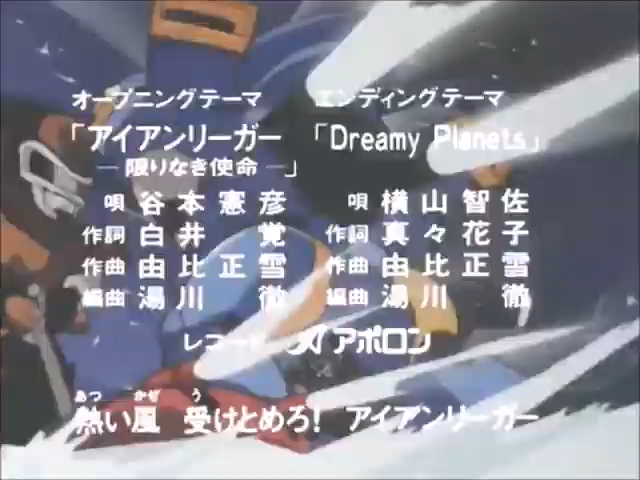 オープニングテーマ
「アイアンリーガー
― 限りなき使命 ―」
唄 谷本憲彦
作詞 白井 覚
作曲 由比正雪
編曲 湯川 徹
エンディングテーマ
「Dreamy Planets」
唄 横山智佐
作詞 真々花子
作曲 由比正雪
編曲 湯川 徹
レコード アポロン
あつ かぜ う
熱い風 受けとめろ! アイアンリーガー